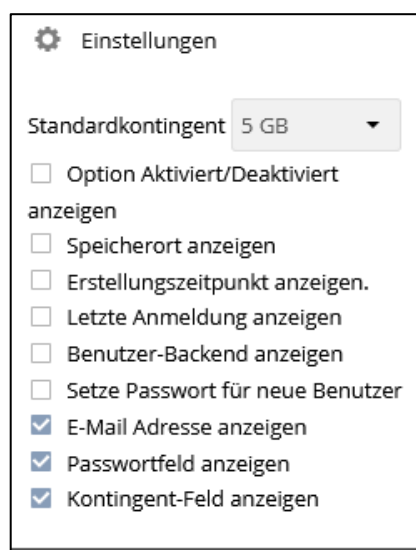 Einstellungen
Standardkontingent 5 GB
Option Aktiviert/Deaktiviert
anzeigen
Speicherort anzeigen
Erstellungszeitpunkt anzeigen.
Letzte Anmeldung anzeigen
Benutzer-Backend anzeigen
Setze Passwort für neue Benutzer
E-Mail Adresse anzeigen
Passwortfeld anzeigen
Kontingent-Feld anzeigen